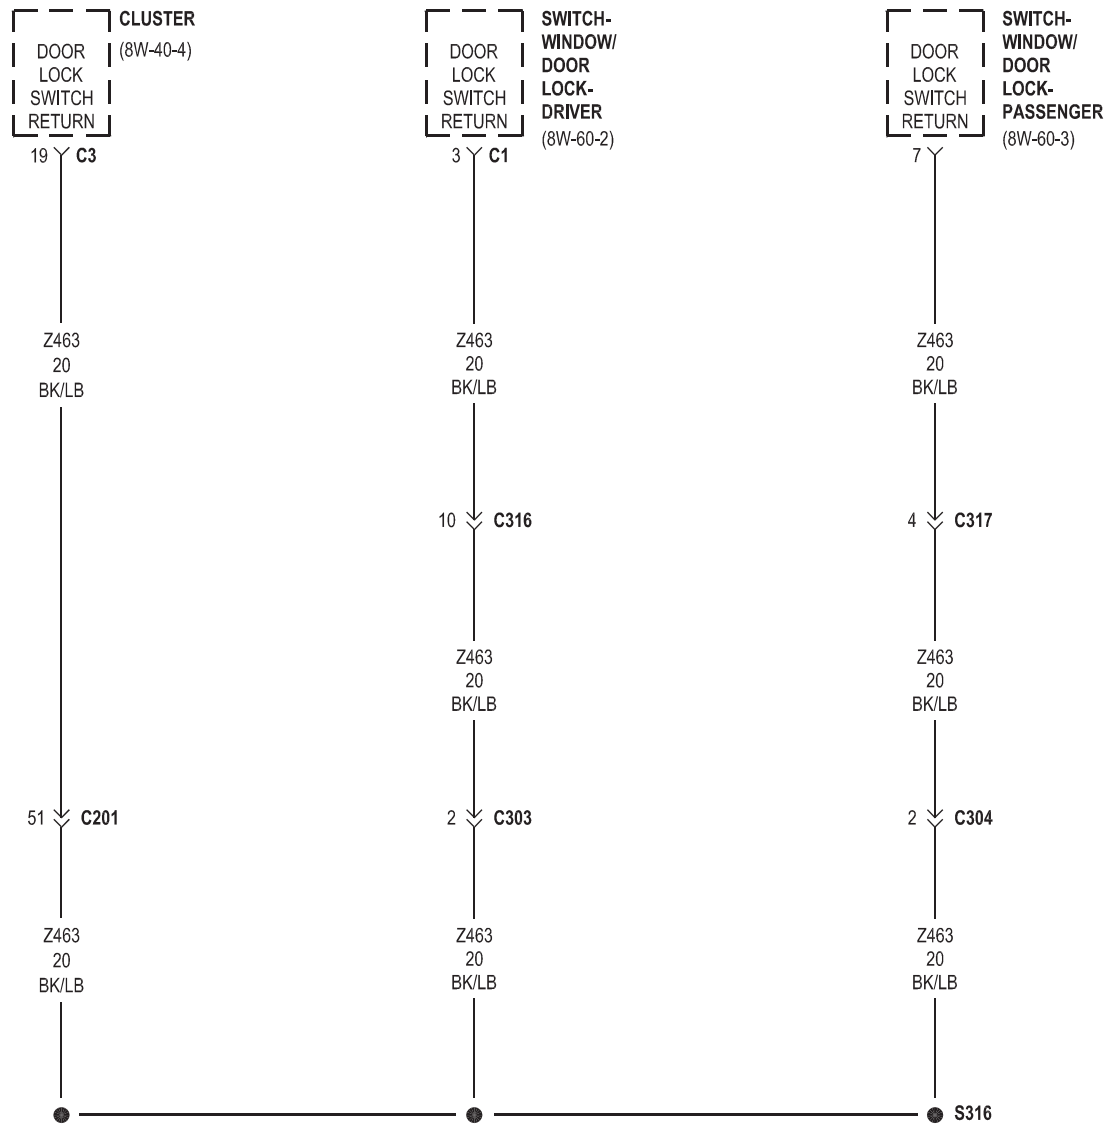 CLUSTER
(8W-40-4)
DOOR
LOCK
SWITCH
RETURN
19
C3
SWITCH-
WINDOW/
DOOR
LOCK-
DRIVER
(8W-60-2)
DOOR
LOCK
SWITCH
RETURN
3
C1
SWITCH-
WINDOW/
DOOR
LOCK-
PASSENGER
(8W-60-3)
DOOR
LOCK
SWITCH
RETURN
7
Z463
20
BK/LB
Z463
20
BK/LB
Z463
20
BK/LB
10
C316
4
C317
Z463
20
BK/LB
Z463
20
BK/LB
51
C201
2
C303
2
C304
Z463
20
BK/LB
Z463
20
BK/LB
Z463
20
BK/LB
S316